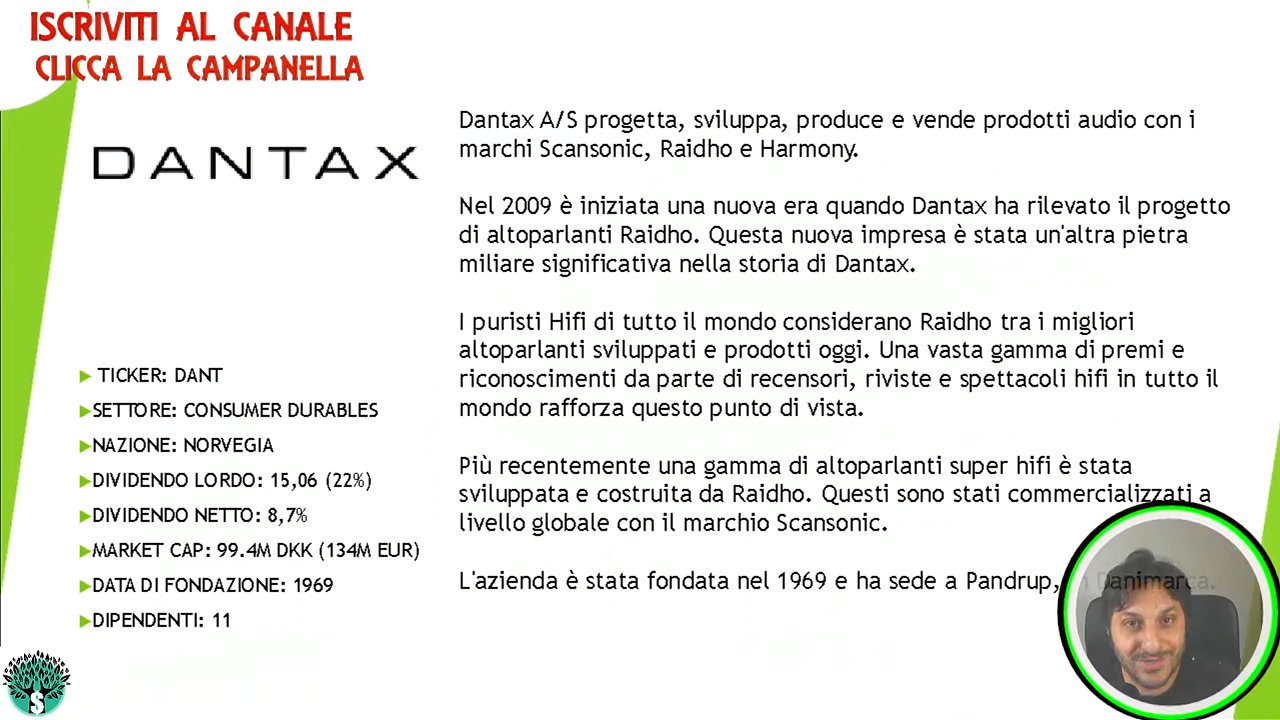 ISCRIVITI AL CANALE
CLICCA LA CAMPANELLA
DANTAX
TICKER: DANT
SETTORE: CONSUMER DURABLES
NAZIONE: NORVEGIA
DIVIDENDO LORDO: 15,06 (22%)
DIVIDENDO NETTO: 8,7%
MARKET CAP: 99.4M DKK (134M EUR)
DATA DI FONDAZIONE: 1969
DIPENDENTI: 11
Dantax A/S progetta, sviluppa, produce e vende prodotti audio con i
marchi Scansonic, Raidho e Harmony.
Nel 2009 è iniziata una nuova era quando Dantax ha rilevato il progetto
di altoparlanti Raidho. Questa nuova impresa è stata un'altra pietra
miliare significativa nella storia di Dantax.
I puristi Hifi di tutto il mondo considerano Raidho tra i migliori
altoparlanti sviluppati e prodotti oggi. Una vasta gamma di premi e
riconoscimenti da parte di recensori, riviste e spettacoli hifi in tutto il
mondo rafforza questo punto di vista.
Più recentemente una gamma di altoparlanti super hifi è stata
sviluppata e costruita da Raidho. Questi sono stati commercializzati a
livello globale con il marchio Scansonic.
L'azienda è stata fondata nel 1969 e ha sede a Pandrup, in Danimarca.
$